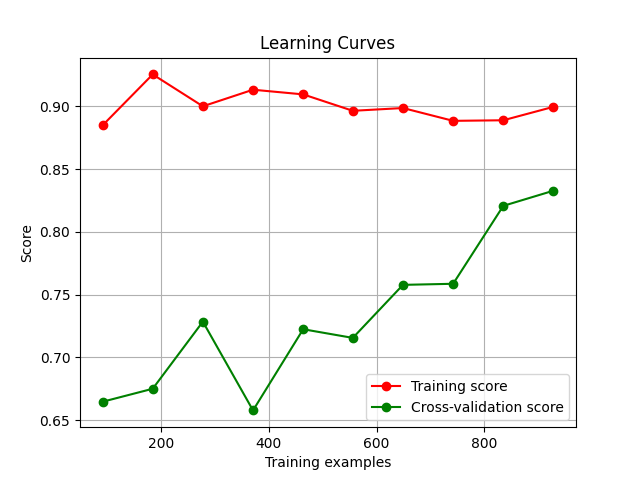 Learning Curves
Score
0.90
0.85
0.80
0.75
0.70
0.65
Training score
Cross-validation score
200
400
600
800
Training examples